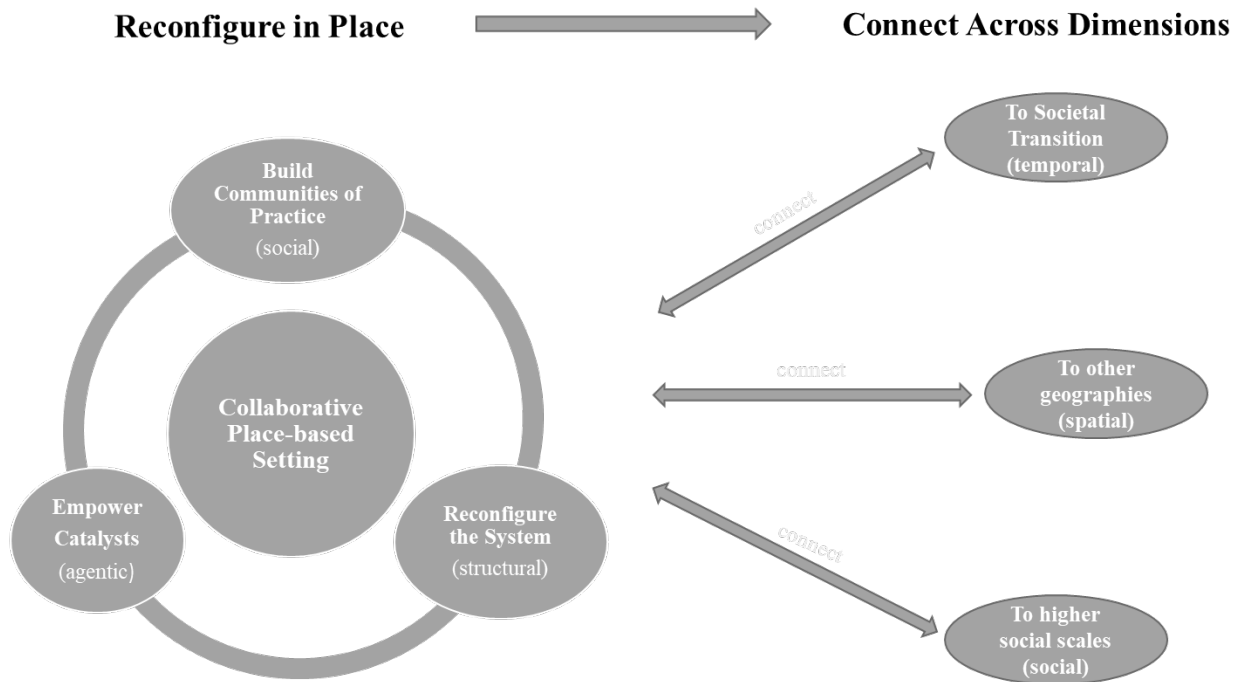 Reconfigure in Place
Connect Across Dimensions
Build
Communities of
Practice
(social)
Collaborative
Place-based
Setting
Empower
Catalysts
(agentic)
Reconfigure
the System
(structural)
connect
connect
connect
To Societal
Transition
(temporal)
To other
geographies
(spatial)
To higher
social scales
(social)